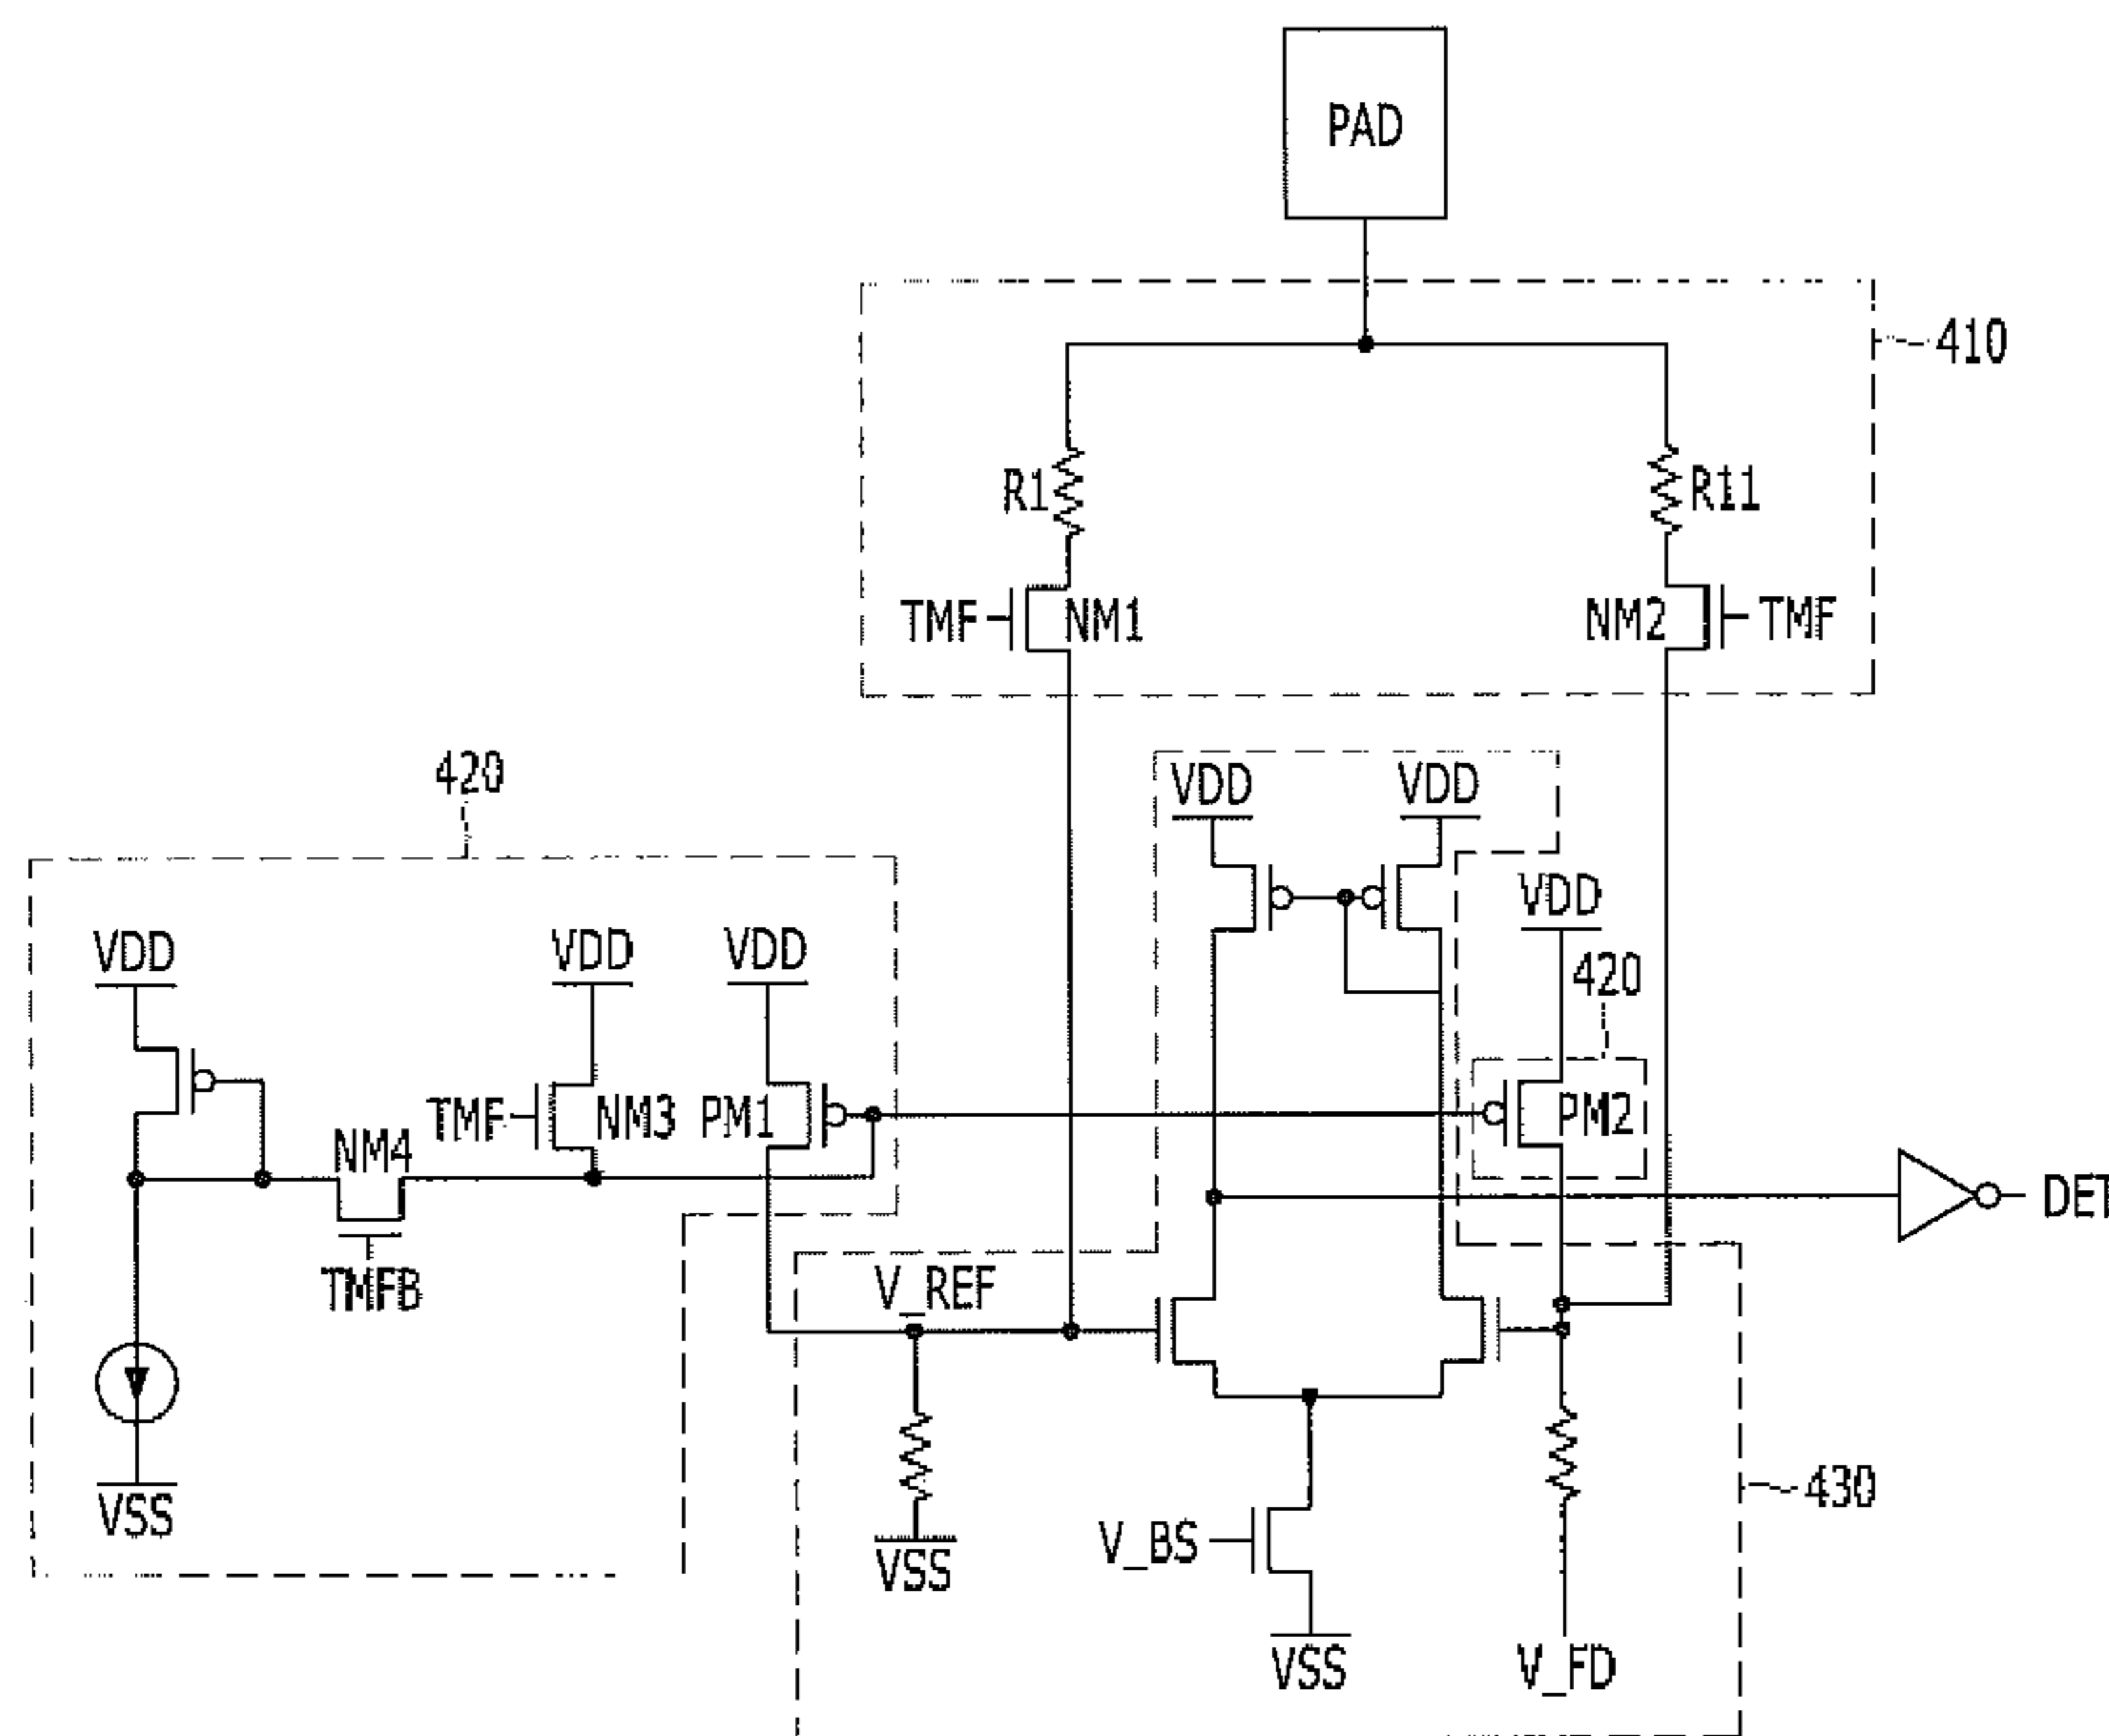 PAD
410
R1
R11
TMF
NM1
NM2
TMF
420
VDD
VDD
VDD
420
VDD
VDD
VDD
TMF
NM3
PM1
PM2
NM4
TMFB
DET
V_REF
430
VSS
VSS
V_BS
VSS
V_FD